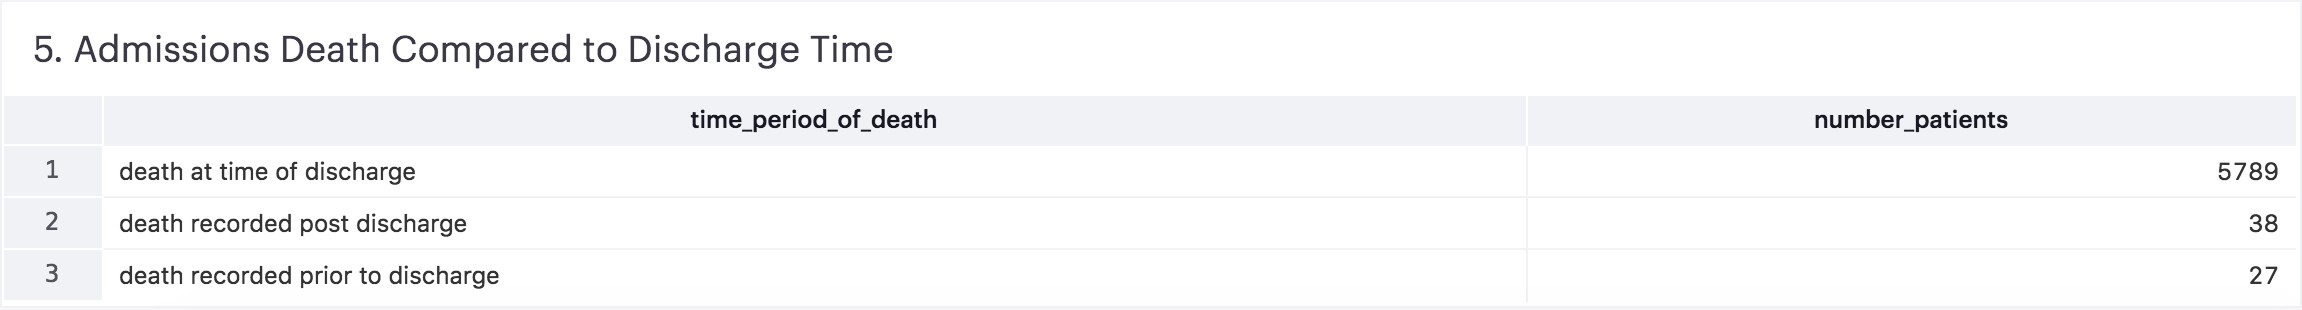 5. Admissions Death Compared to Discharge Time
time_period_of_death number_patients
1 death at time of discharge 5789
2 death recorded post discharge 38
3 death recorded prior to discharge 27